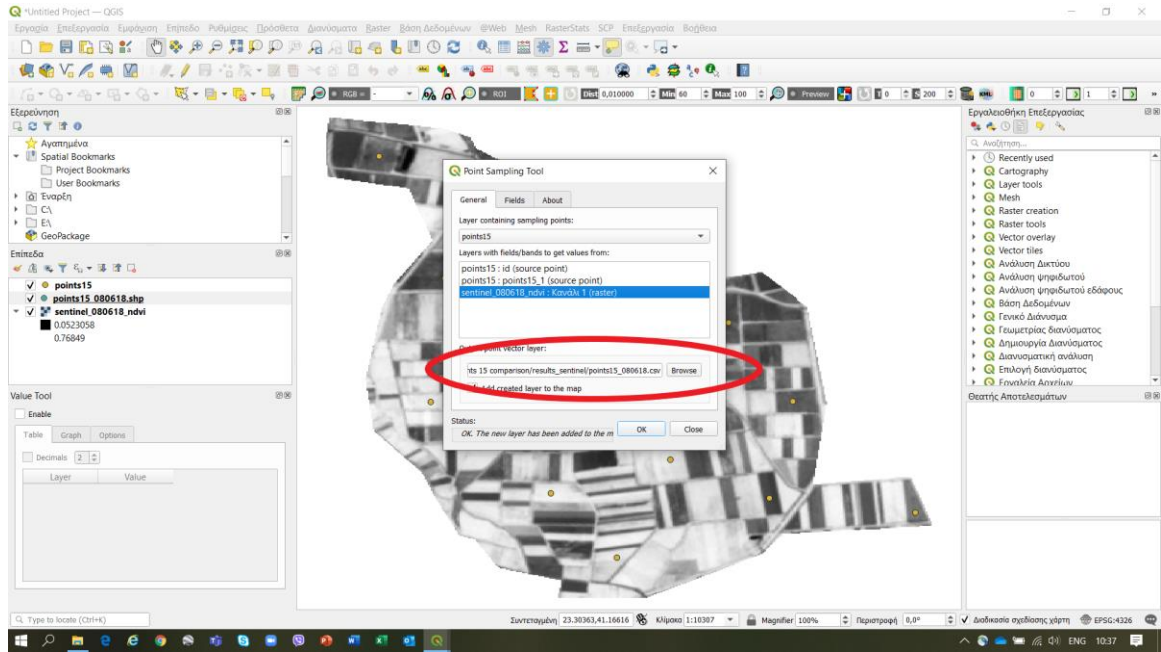 *Untitled Project — QGIS
Εργασία Επεξεργασία Εμφάνιση Επίπεδο Ρυθμίσεις Πρόσθετα Διανύσματα Raster Βάση Δεδομένων @Web Mesh RasterStats SCP Επεξεργασία Βοήθεια
RGB = -
ROI
Dist 0,010000
Min 60
Max 100
Preview
T 0
S 200
0
1
Εξερεύνηση
Αγαπημένα
Spatial Bookmarks
Project Bookmarks
User Bookmarks
Έναρξη
C:\
E:\
GeoPackage
Επίπεδα
points15
points15_080618.shp
sentinel_080618_ndvi
0.0523058
0.76849
Value Tool
Enable
Table Graph Options
Decimals 2
Layer Value
Point Sampling Tool
General Fields About
Layer containing sampling points:
points15
Layers with fields/bands to get values from:
points15 : id (source point)
points15 : points15_1 (source point)
sentinel_080618_ndvi : Κανάλι 1 (raster)
point vector layer:
nts 15 comparison/results_sentinel/points15_080618.csv Browse
Add created layer to the map
Status:
OK. The new layer has been added to the m OK Close
Εργαλειοθήκη Επεξεργασίας
Αναζήτηση...
Recently used
Cartography
Layer tools
Mesh
Raster creation
Raster tools
Vector overlay
Vector tiles
Ανάλυση Δικτύου
Ανάλυση ψηφιδωτού
Ανάλυση ψηφιδωτού εδάφους
Βάση Δεδομένων
Γενικό Διάνυσμα
Γεωμετρίες διανύσματος
Δημιουργία Διανύσματος
Διανυσματική ανάλυση
Επιλογή διανύσματος
Εργαλεία Αρχείων
Θεατής Αποτελεσμάτων
Type to locate (Ctrl+K)
Συντεταγμένη 23.30363,41.16616 Κλίμακα 1:10307 Magnifier 100% Περιστροφή 0,0° Διαδικασία σχεδίασης χάρτη EPSG:4326
ENG 10:37